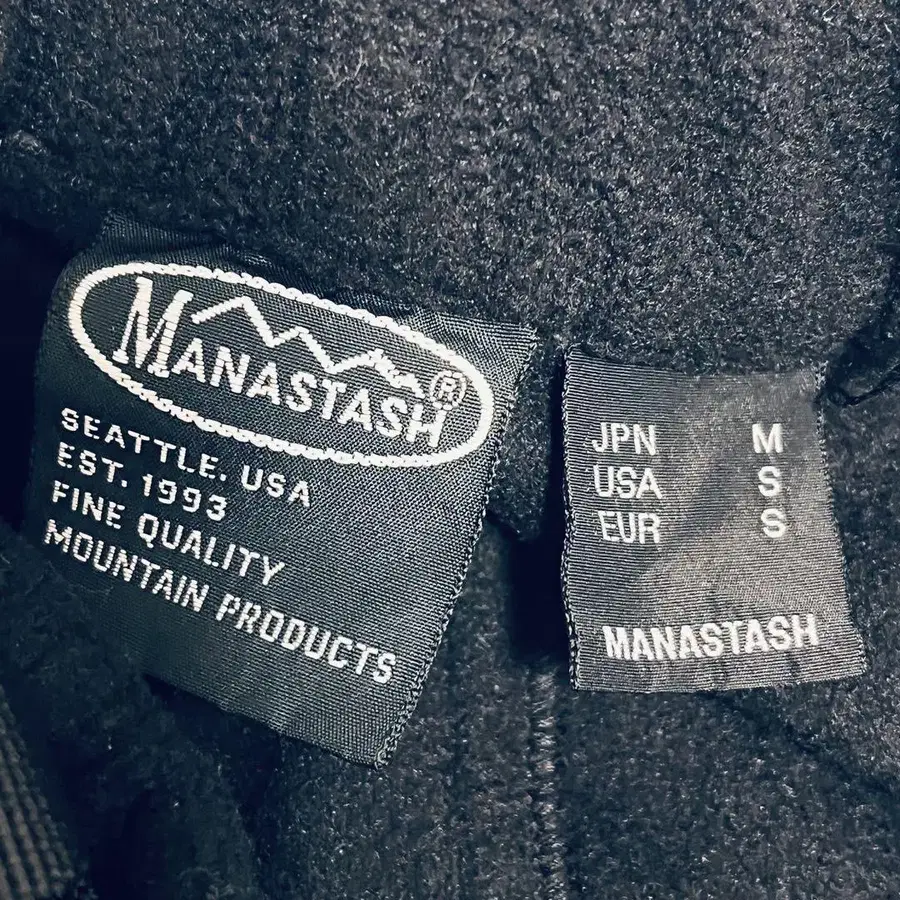 MANASTASH®
SEATTLE. USA
EST. 1993
FINE QUALITY
MOUNTAIN PRODUCTS
JPN M
USA S
EUR S
MANASTASH